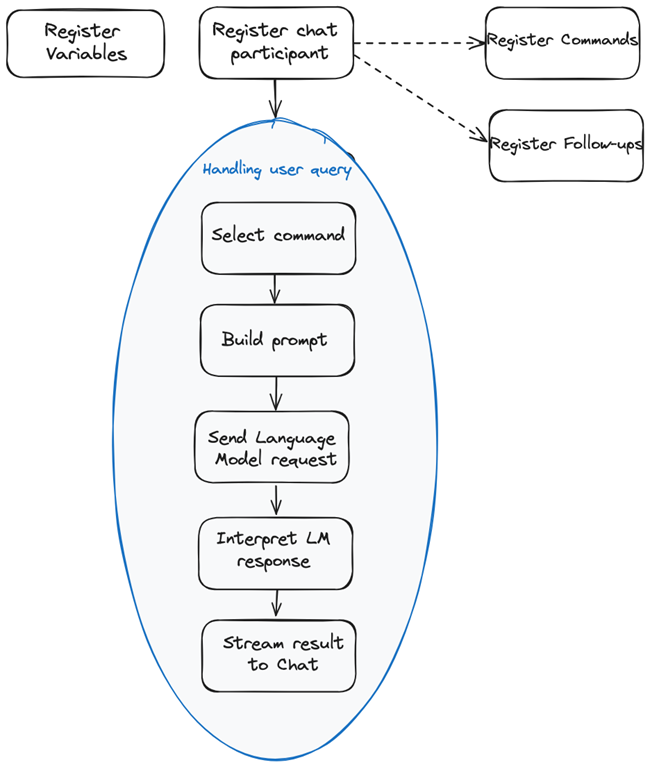 Register
Variables
Register chat
participant
Register Commands
Register Follow-ups
Handling user query
Select command
Build prompt
Send Language
Model request
Interpret LM
response
Stream result
to Chat